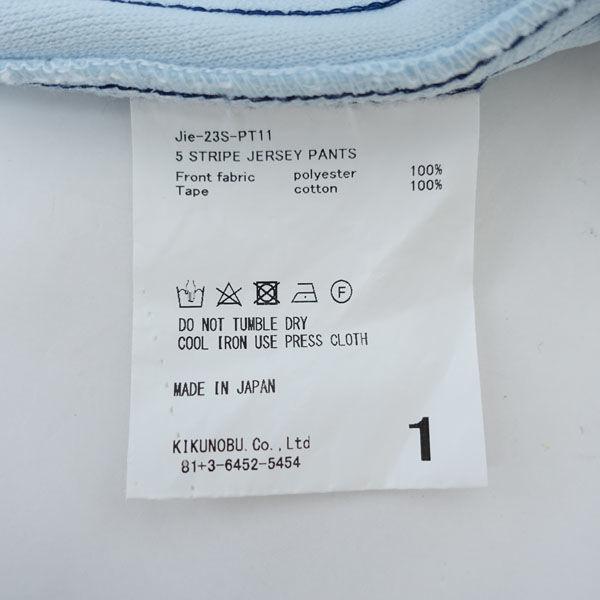 Jie-23S-PT11
5 STRIPE JERSEY PANTS
Front fabric polyester 100%
Tape cotton 100%
F
DO NOT TUMBLE DRY
COOL IRON USE PRESS CLOTH
MADE IN JAPAN
KIKUNOBU.Co.,Ltd
81+3-6452-5454
1